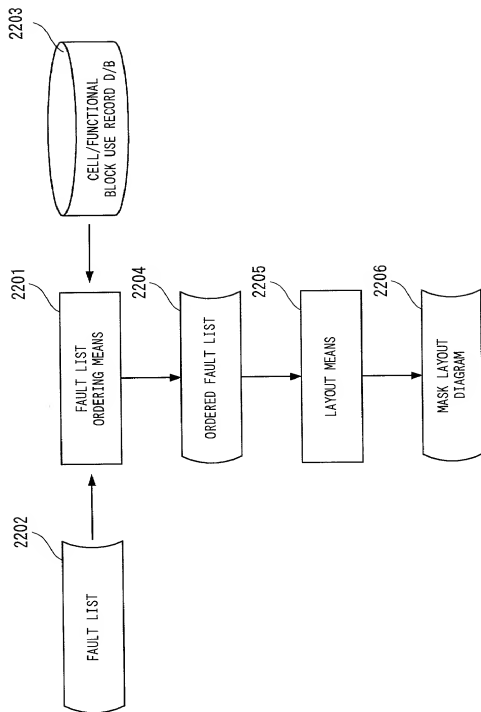 2202
FAULT LIST
2201
FAULT LIST
ORDERING MEANS
2203
CELL/FUNCTIONAL
BLOCK USE RECORD D/B
2204
ORDERED FAULT LIST
2205
LAYOUT MEANS
2206
MASK LAYOUT
DIAGRAM